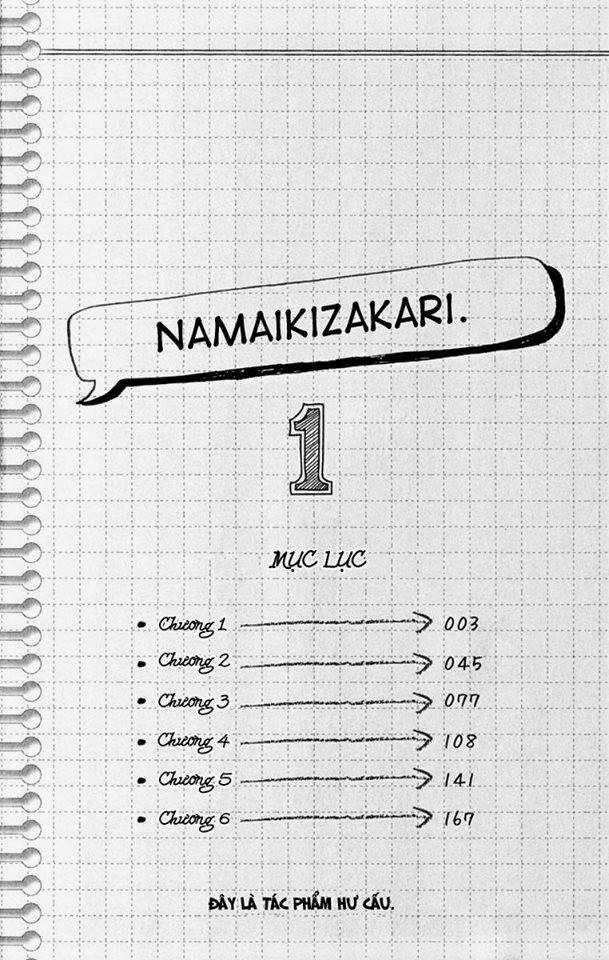 NAMAIKIZAKARI.
1
MỤC LỤC
• Chương 1 → 003
• Chương 2 → 045
• Chương 3 → 077
• Chương 4 → 108
• Chương 5 → 141
• Chương 6 → 167
ĐÂY LÀ TÁC PHẨM HƯ CẤU.